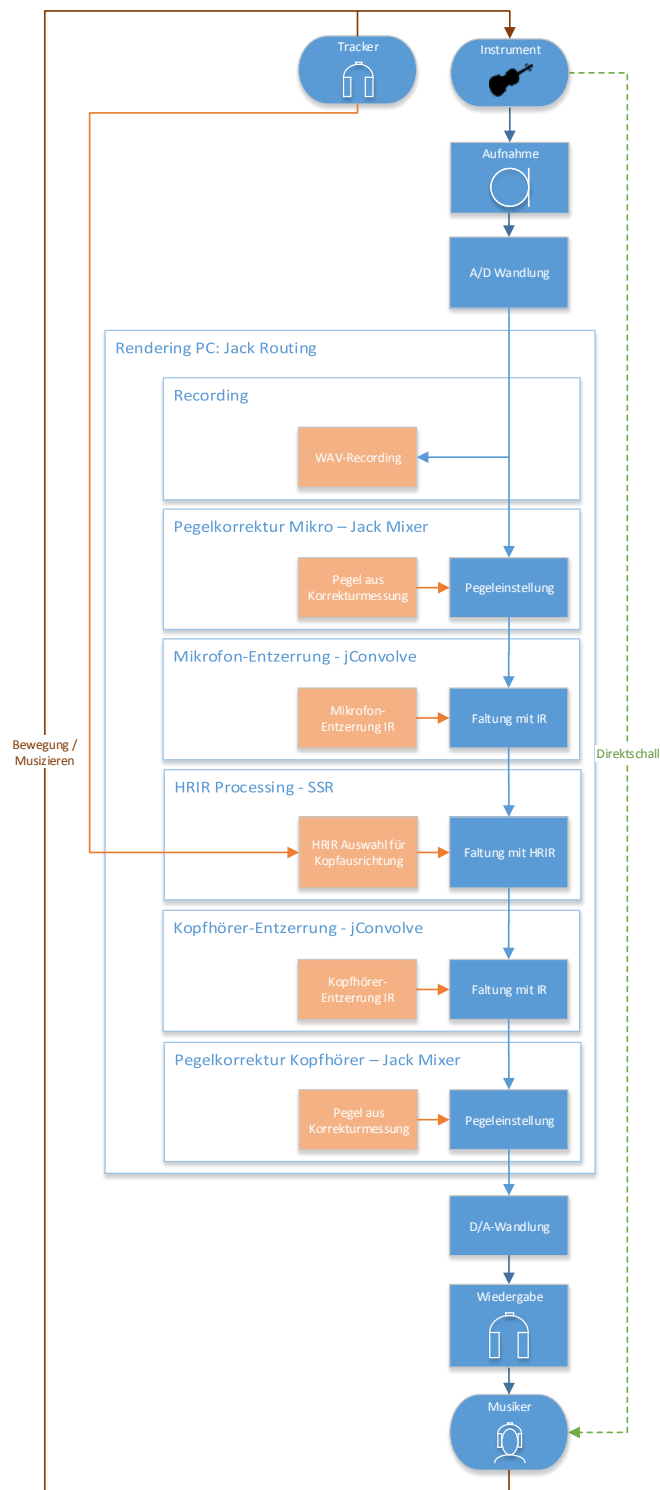 Tracker
Instrument
Aufnahme
A/D Wandlung
Rendering PC: Jack Routing
Recording
WAV-Recording
Pegelkorrektur Mikro – Jack Mixer
Pegel aus
Korrekturmessung
Pegeleinstellung
Mikrofon-Entzerrung - jConvolve
Mikrofon-
Entzerrung IR
Faltung mit IR
Bewegung /
Musizieren
Direktschall
HRIR Processing - SSR
HRIR Auswahl für
Kopfausrichtung
Faltung mit HRIR
Kopfhörer-Entzerrung - jConvolve
Kopfhörer-
Entzerrung IR
Faltung mit IR
Pegelkorrektur Kopfhörer – Jack Mixer
Pegel aus
Korrekturmessung
Pegeleinstellung
D/A-Wandlung
Wiedergabe
Musiker